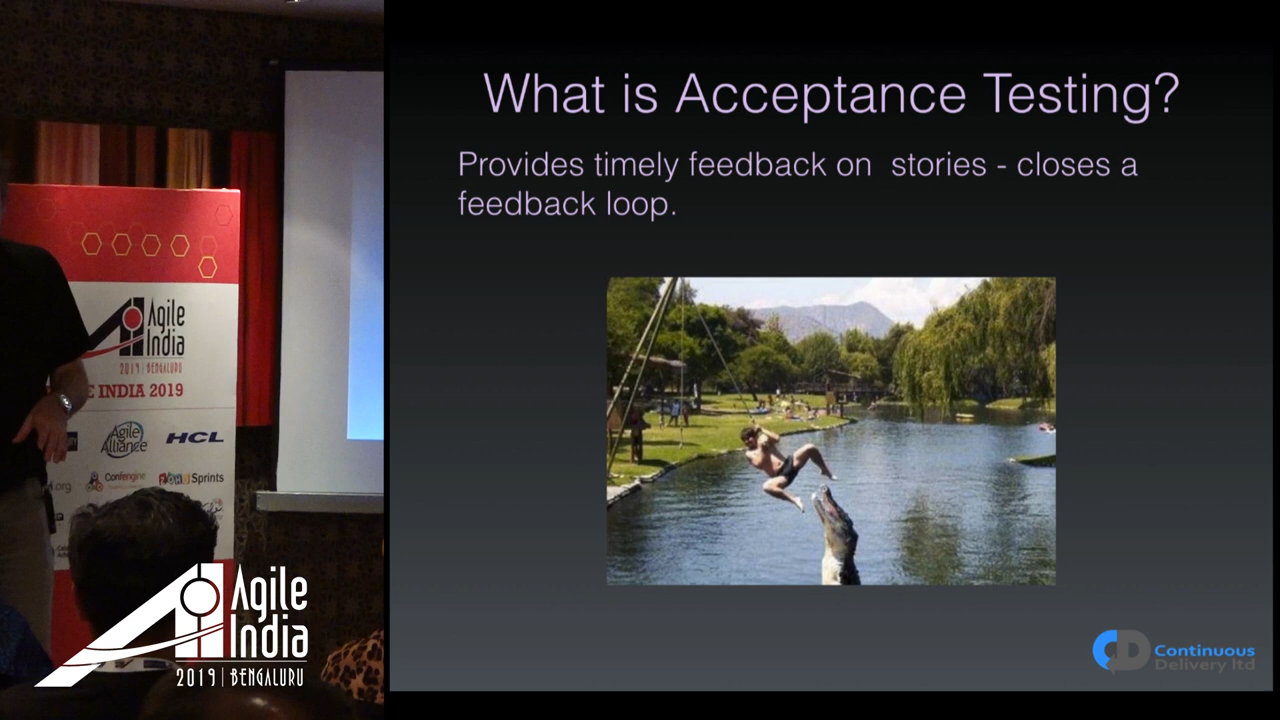 What is Acceptance Testing?
Provides timely feedback on stories - closes a
feedback loop.
Continuous
Delivery ltd
Agile
India
2019 | BENGALURU
E INDIA 2019
Agile
Alliance
HCL
.org
Confengine
Sprints
Agile
India
2019 | BENGALURU